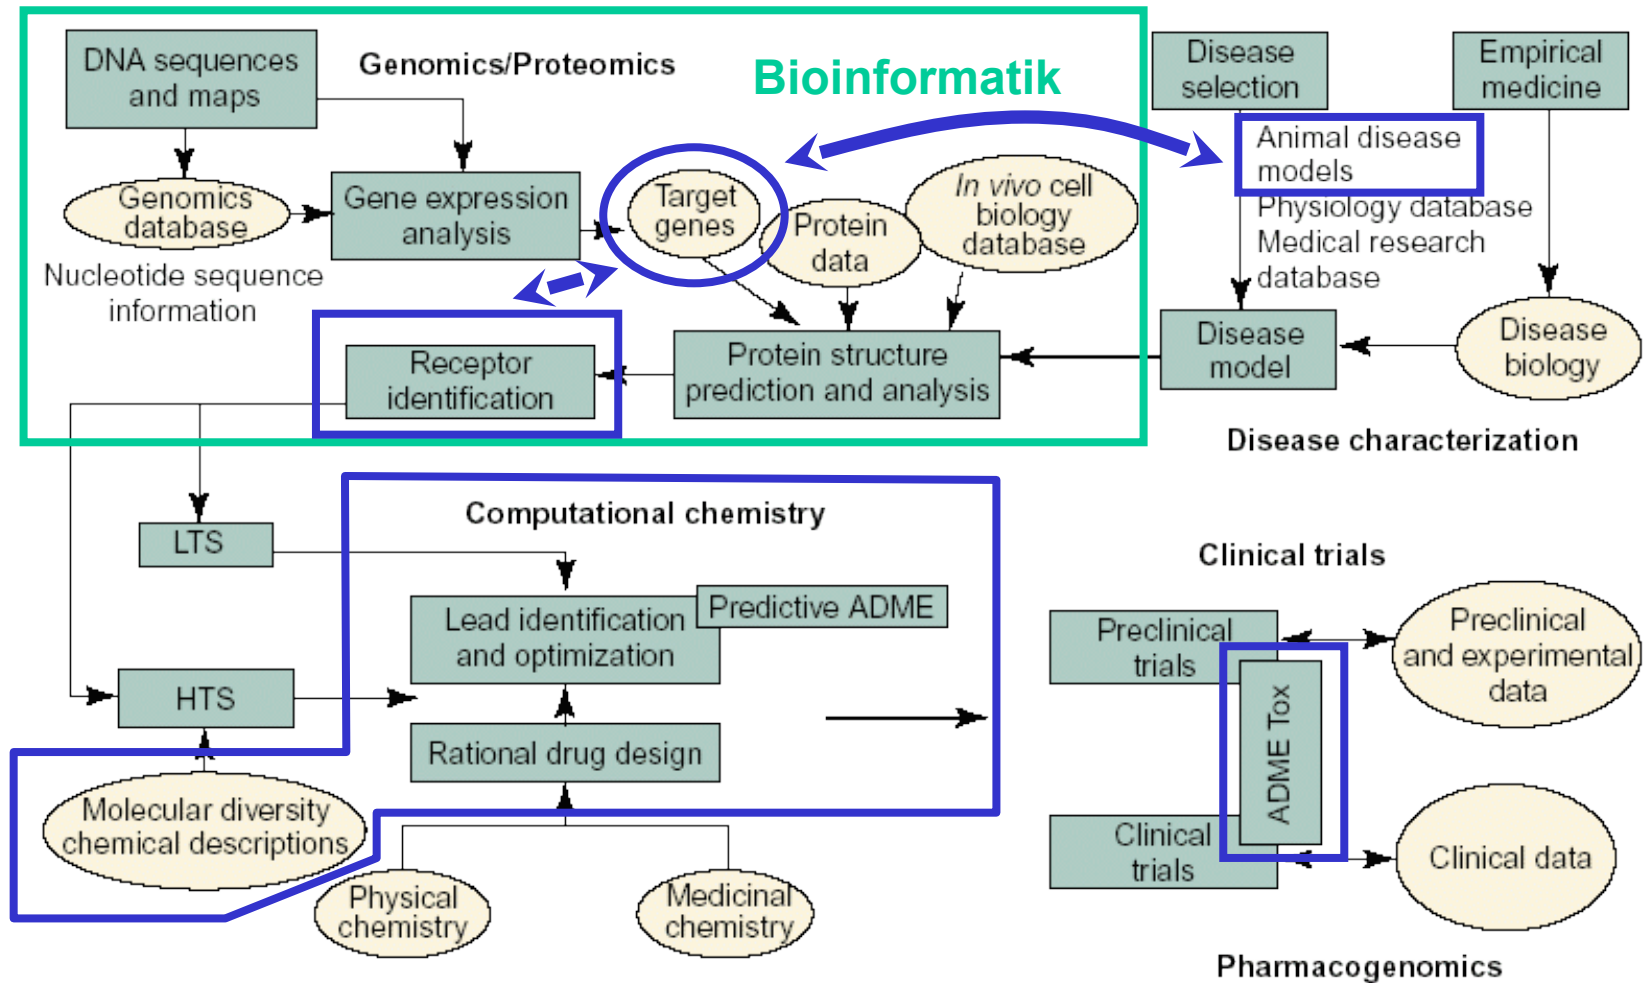 DNA sequences
and maps
Genomics/Proteomics
Bioinformatik
Disease
selection
Empirical
medicine
Animal disease
models
Physiology database
Medical research
database
Genomics
database
Nucleotide sequence
information
Gene expression
analysis
Target
genes
Protein
data
In vivo cell
biology
database
Receptor
identification
Protein structure
prediction and analysis
Disease
model
Disease
biology
Disease characterization
Computational chemistry
LTS
Lead identification
and optimization
Predictive ADME
HTS
Rational drug design
Molecular diversity
chemical descriptions
Physical
chemistry
Medicinal
chemistry
Clinical trials
Preclinical
trials
Preclinical
and experimental
data
ADME Tox
Clinical
trials
Clinical data
Pharmacogenomics